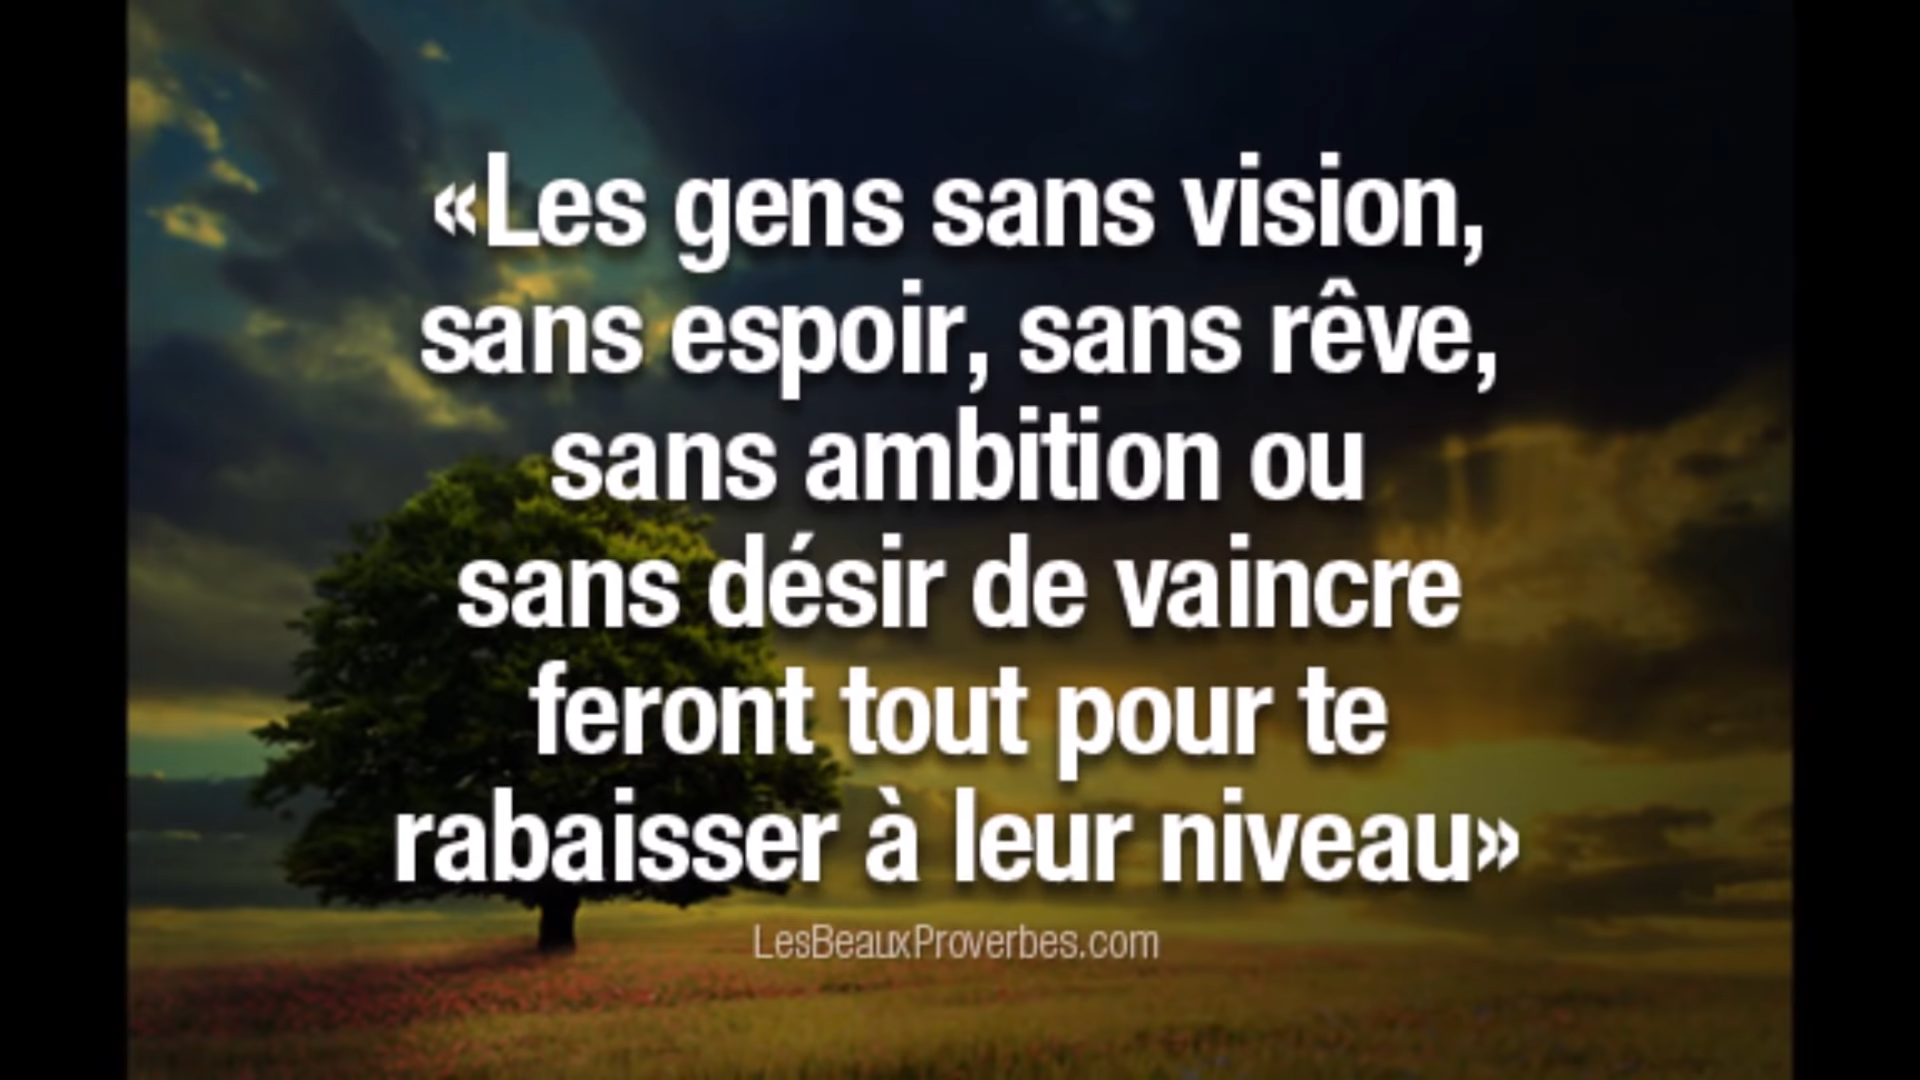 «Les gens sans vision,
sans espoir, sans rêve,
sans ambition ou
sans désir de vaincre
feront tout pour te
rabaisser à leur niveau»
LesBeauxProverbes.com